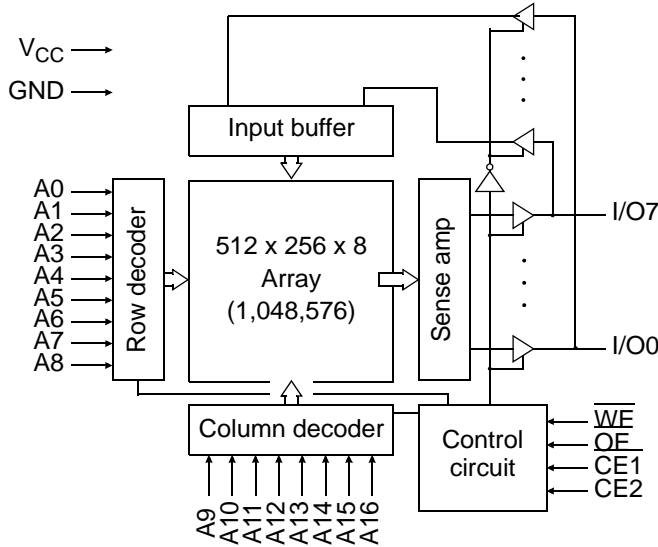 VCC
GND
Input buffer
A0
A1
A2
A3
A4
A5
A6
A7
A8
Row decoder
512 x 256 x 8
Array
(1,048,576)
Sense amp
I/O7
I/O0
Column decoder
Control
circuit
WE
OE
CE1
CE2
A9
A10
A11
A12
A13
A14
A15
A16